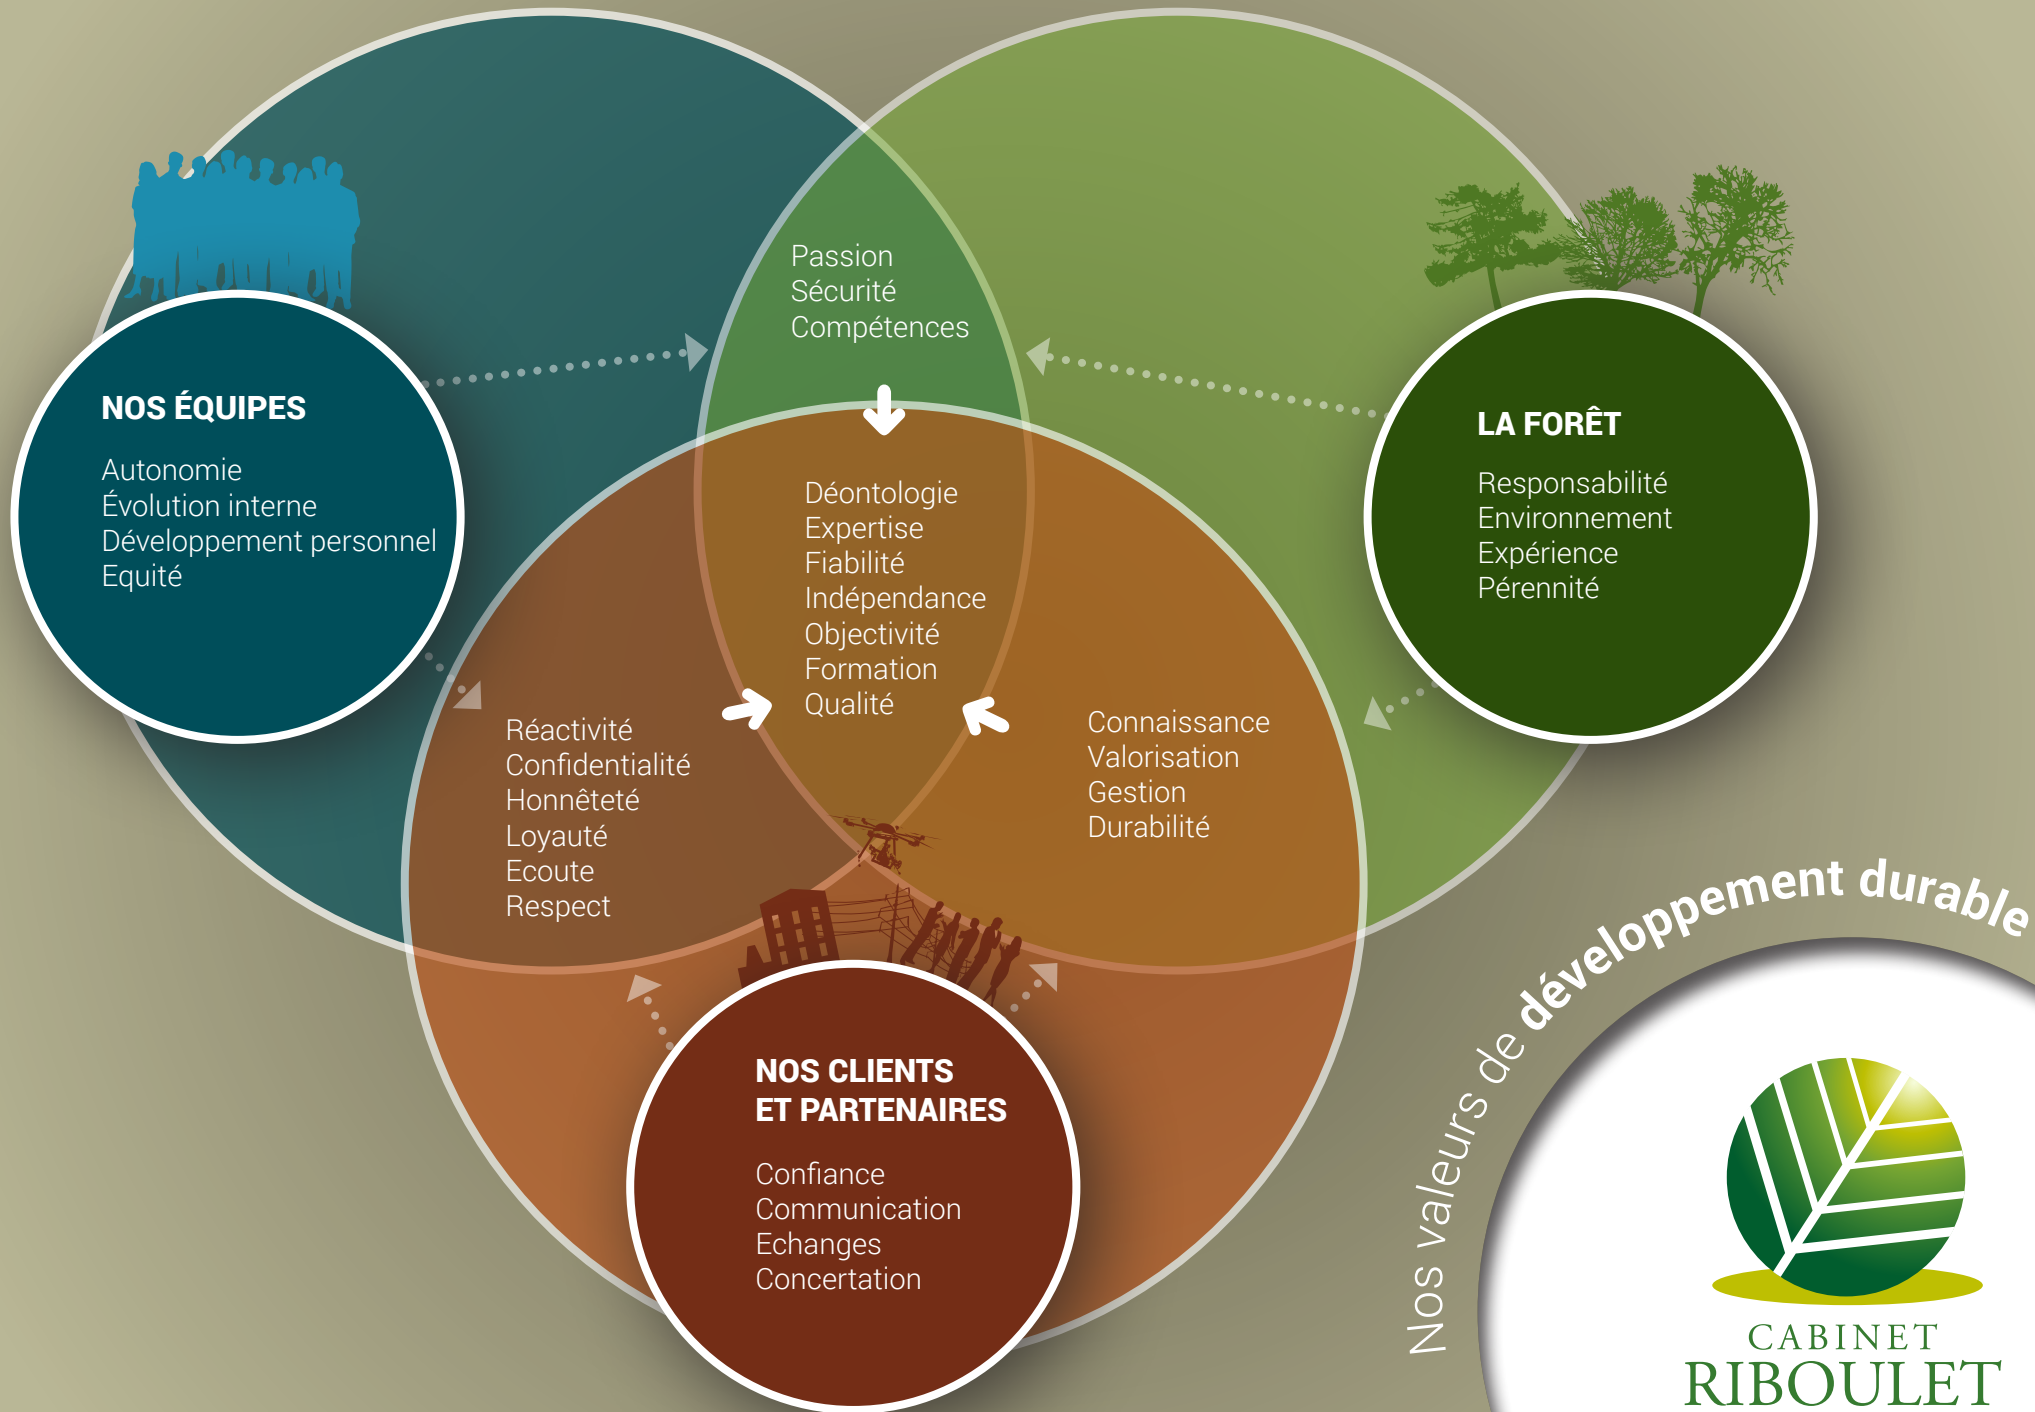 Passion
Sécurité
Compétences
NOS ÉQUIPES
Autonomie
Évolution interne
Développement personnel
Equité
LA FORÊT
Responsabilité
Environnement
Expérience
Pérennité
Déontologie
Expertise
Fiabilité
Indépendance
Objectivité
Formation
Qualité
Réactivité
Confidentialité
Honnêteté
Loyauté
Ecoute
Respect
Connaissance
Valorisation
Gestion
Durabilité
NOS CLIENTS
ET PARTENAIRES
Confiance
Communication
Echanges
Concertation
Nos valeurs de développement durable
CABINET
RIBOULET